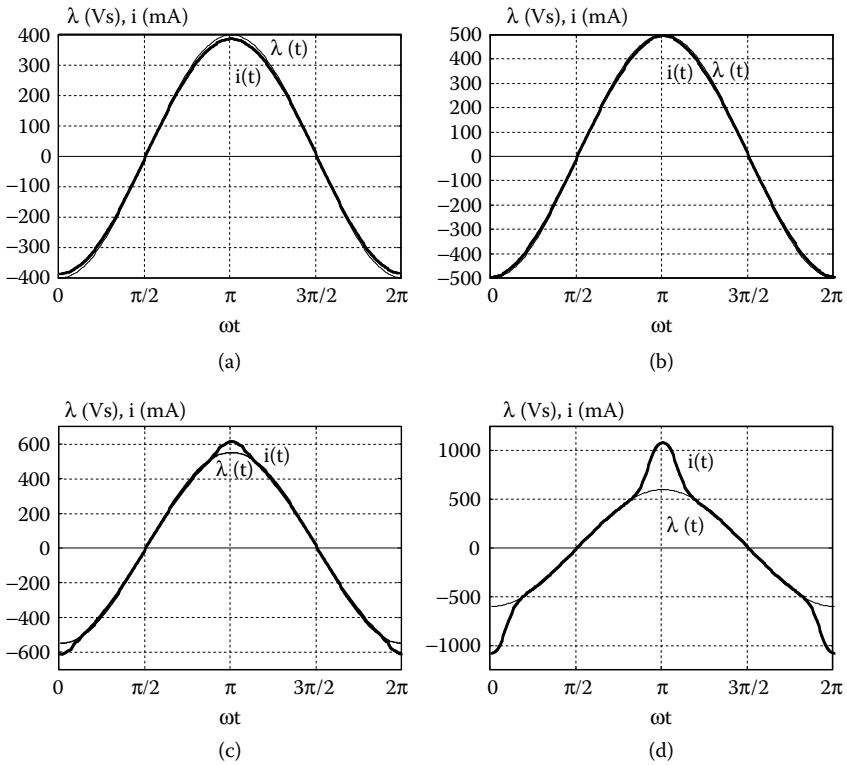 λ (Vs), i (mA)
400
300
200
100
0
−100
−200
−300
−400
λ (t)
i(t)
0
π/2
π
3π/2
2π
ωt
(a)
λ (Vs), i (mA)
500
400
300
200
100
0
−100
−200
−300
−400
−500
i(t)
λ (t)
0
π/2
π
3π/2
2π
ωt
(b)
λ (Vs), i (mA)
600
400
200
0
−200
−400
−600
i(t)
λ (t)
0
π/2
π
3π/2
2π
ωt
(c)
λ (Vs), i (mA)
1000
500
0
−500
−1000
i(t)
λ (t)
0
π/2
π
3π/2
2π
ωt
(d)